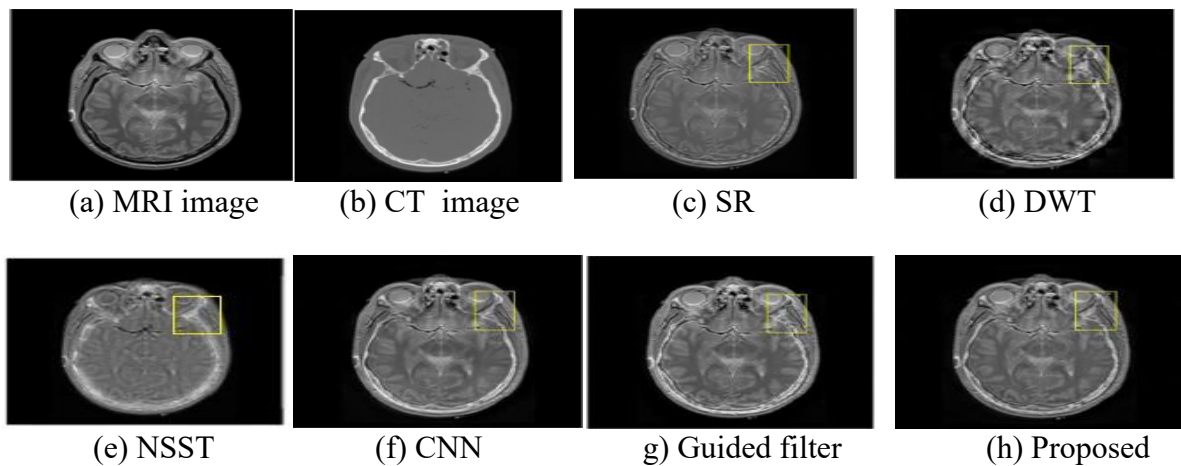 (a) MRI image (b) CT image (c) SR (d) DWT
(e) NSST (f) CNN g) Guided filter (h) Proposed